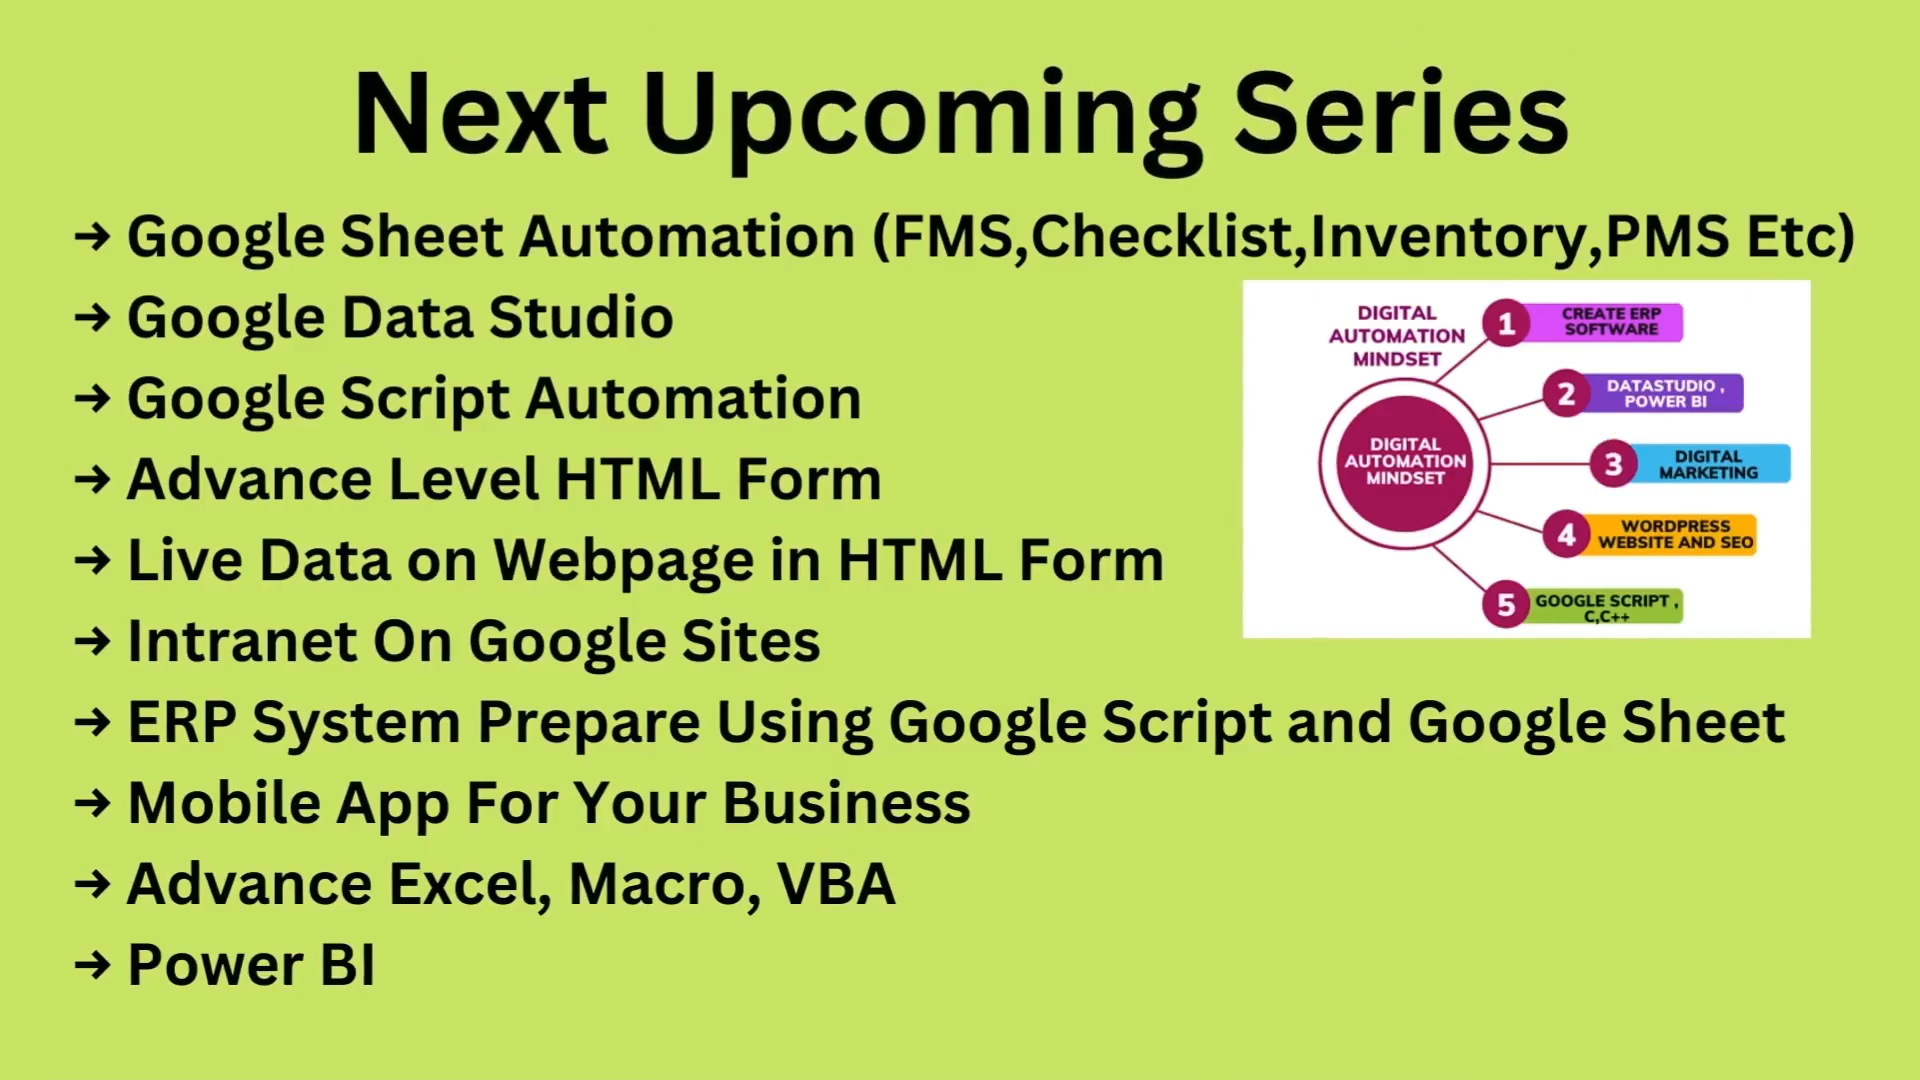 Next Upcoming Series
→ Google Sheet Automation (FMS,Checklist,Inventory,PMS Etc)
→ Google Data Studio
→ Google Script Automation
→ Advance Level HTML Form
→ Live Data on Webpage in HTML Form
→ Intranet On Google Sites
→ ERP System Prepare Using Google Script and Google Sheet
→ Mobile App For Your Business
→ Advance Excel, Macro, VBA
→ Power BI
DIGITAL
AUTOMATION
MINDSET
DIGITAL
AUTOMATION
MINDSET
1
CREATE ERP
SOFTWARE
2
DATASTUDIO ,
POWER BI
3
DIGITAL
MARKETING
4
WORDPRESS
WEBSITE AND SEO
5
GOOGLE SCRIPT ,
C,C++